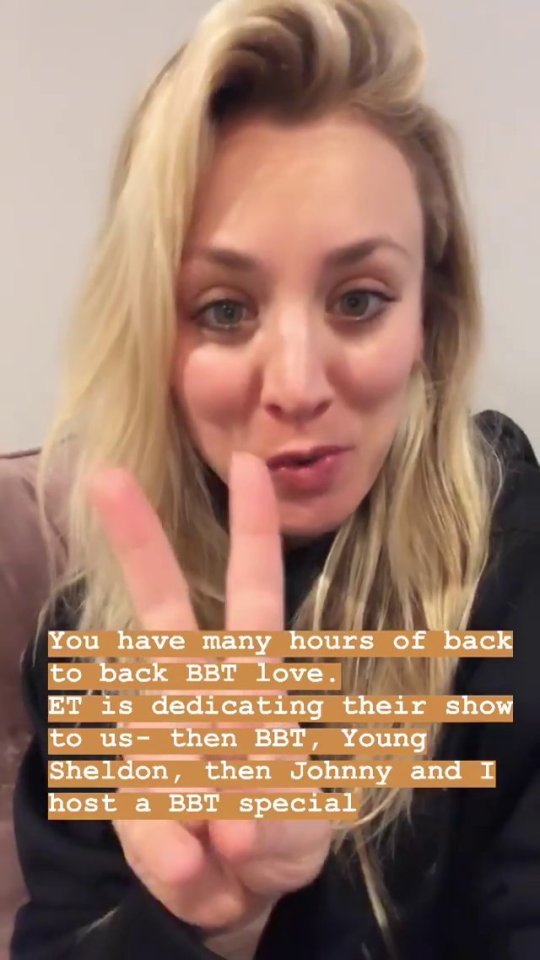 You have many hours of back
to back BBT love.
ET is dedicating their show
to us- then BBT, Young
Sheldon, then Johnny and I
host a BBT special